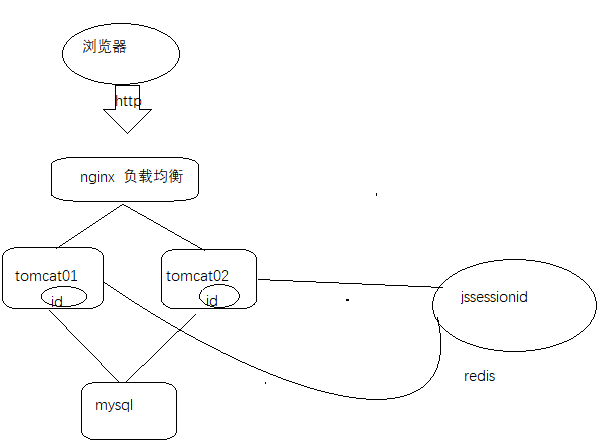 浏览器
http
nginx 负载均衡
tomcat01
id
tomcat02
id
jssessionid
redis
mysql